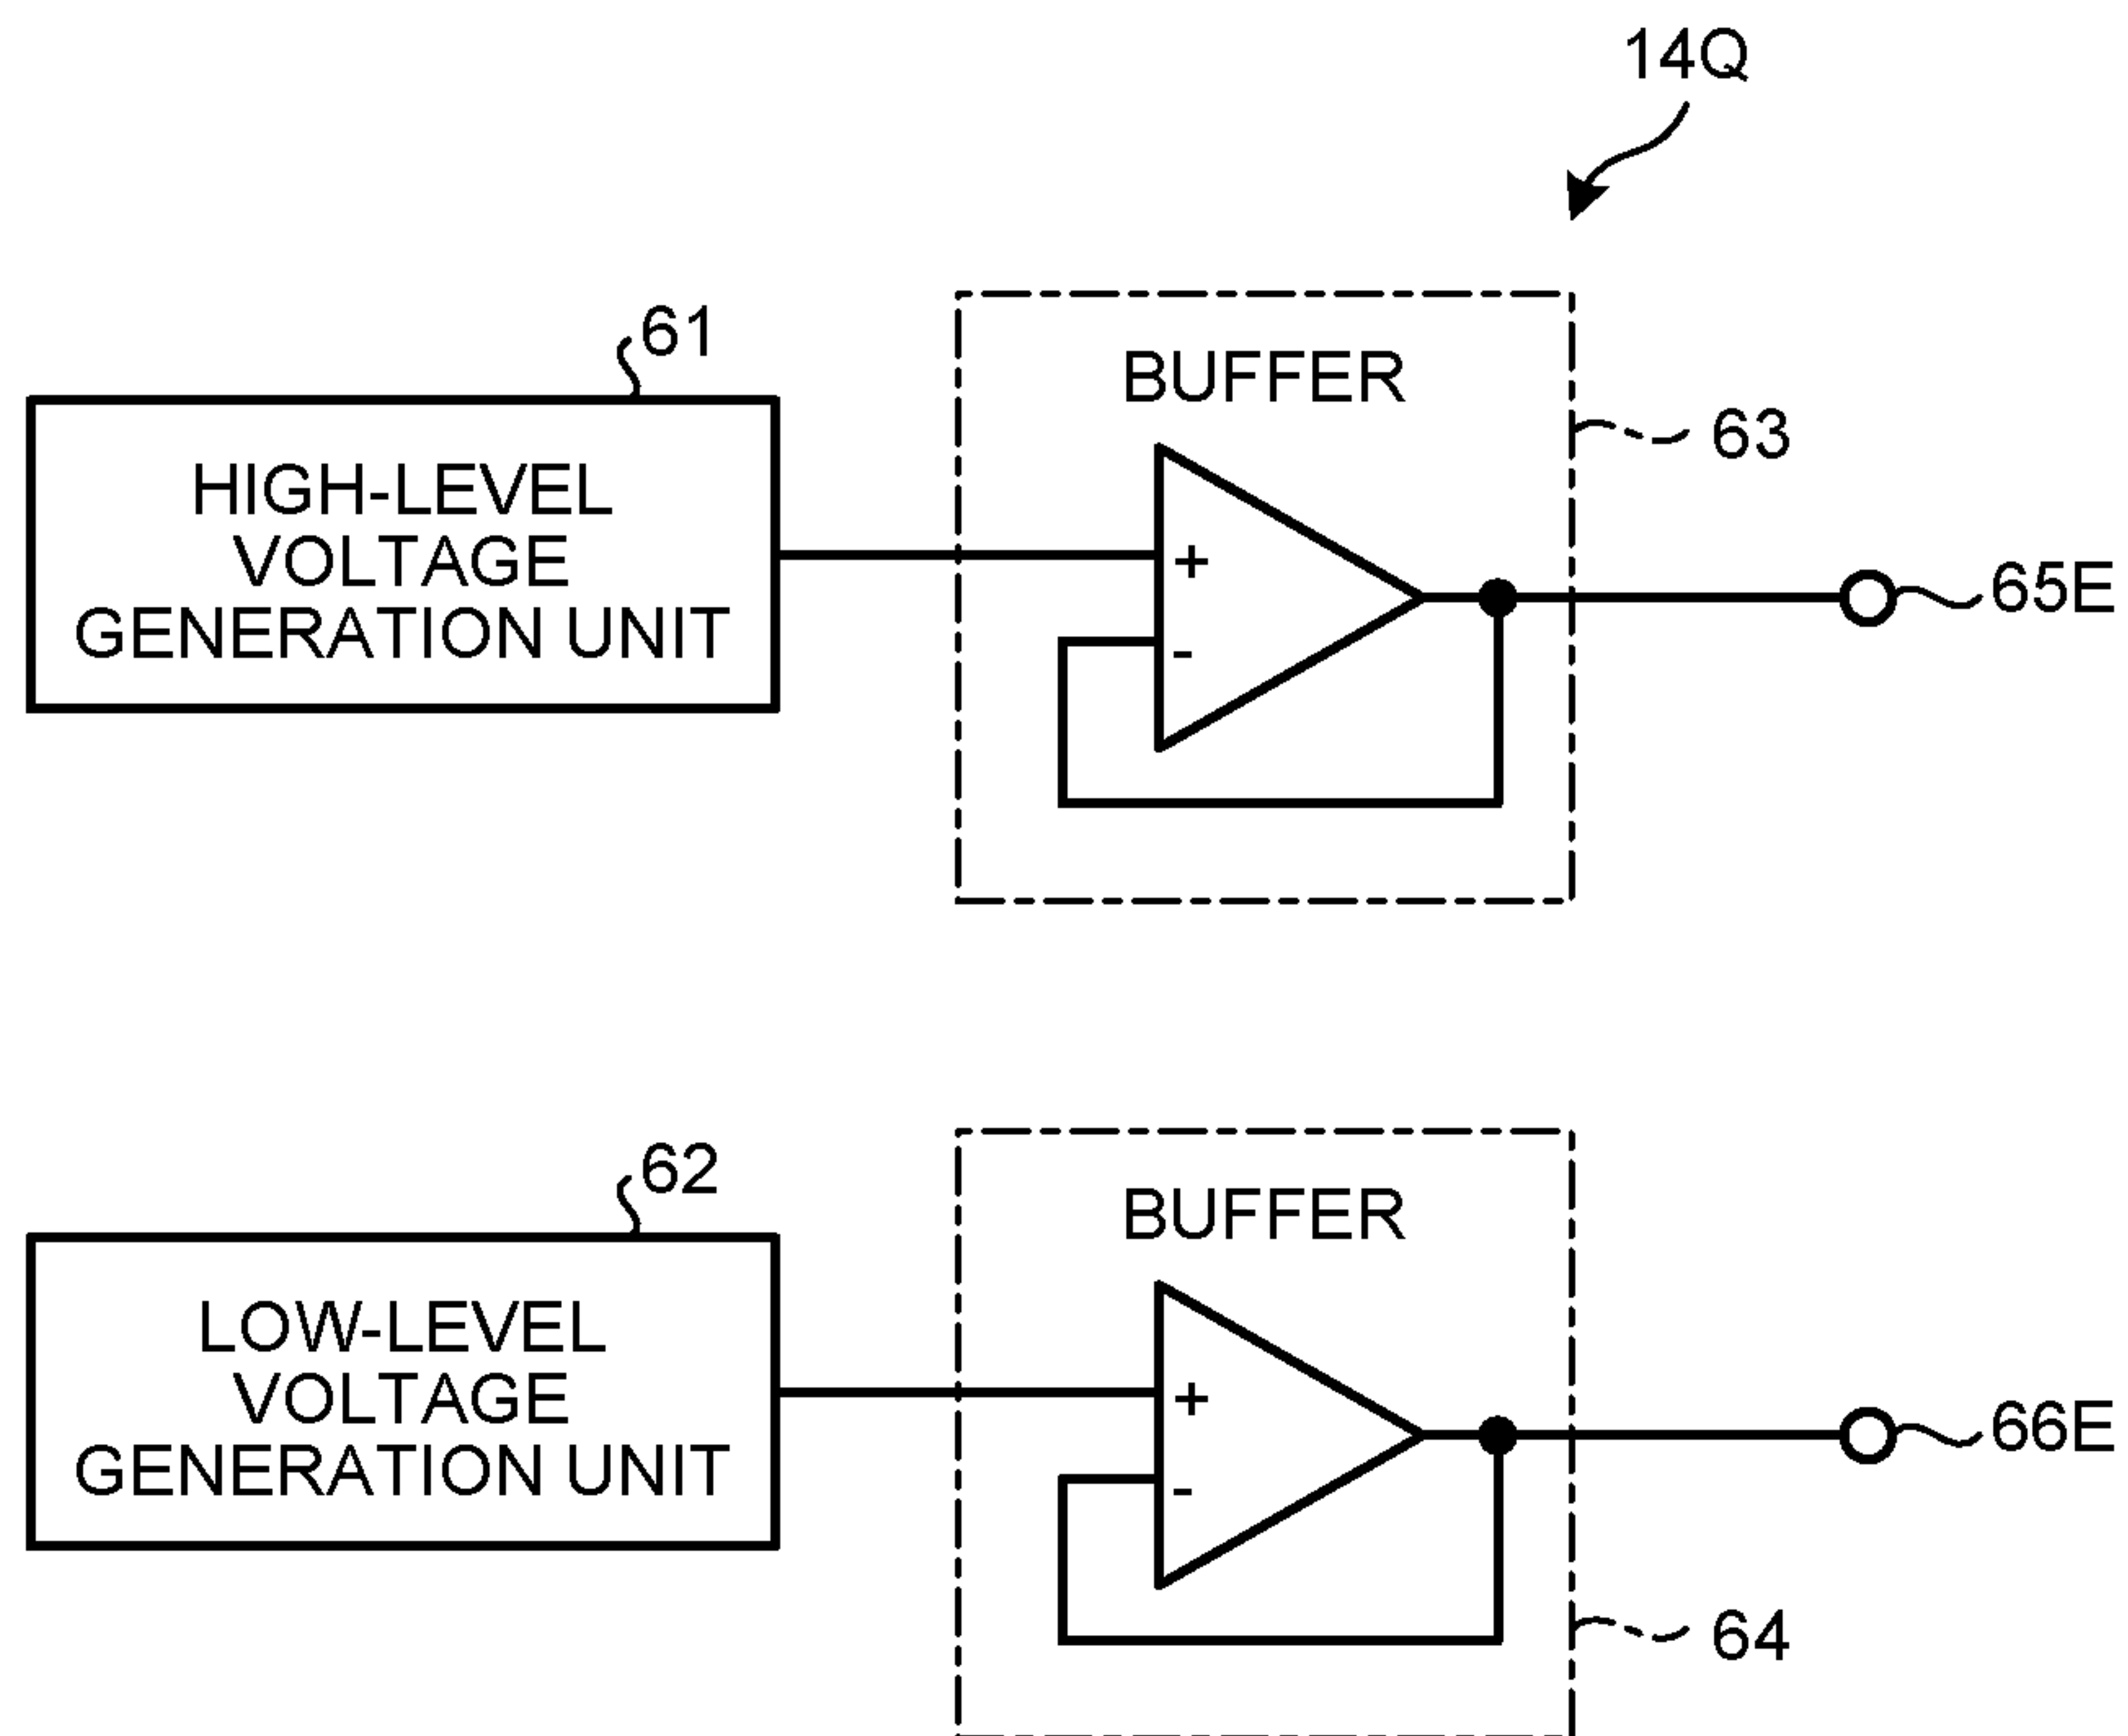 14Q
61
BUFFER
63
HIGH-LEVEL
VOLTAGE
GENERATION UNIT
+
-
65E
62
BUFFER
LOW-LEVEL
VOLTAGE
GENERATION UNIT
+
-
66E
64